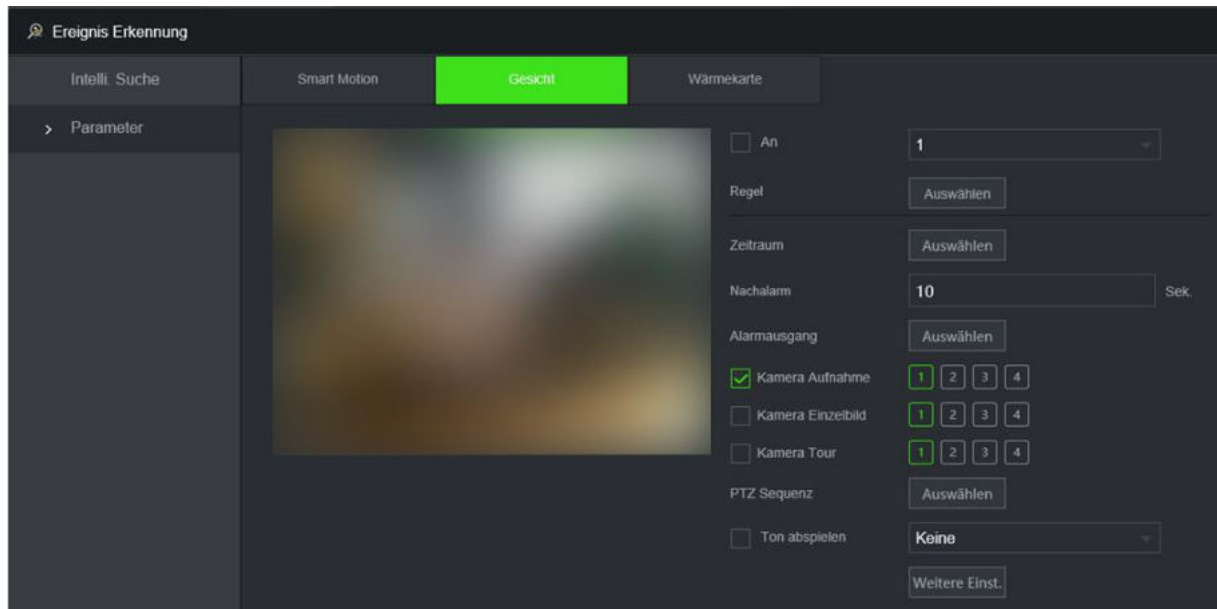 Ereignis Erkennung
Intelli. Suche
Smart Motion
Gesicht
Wärmekarte
Parameter
An
1
Regel
Auswählen
Zeitraum
Auswählen
Nachalarm
10
Sek.
Alarmausgang
Auswählen
Kamera Aufnahme
1 2 3 4
Kamera Einzelbild
1 2 3 4
Kamera Tour
1 2 3 4
PTZ Sequenz
Auswählen
Ton abspielen
Keine
Weitere Einst.